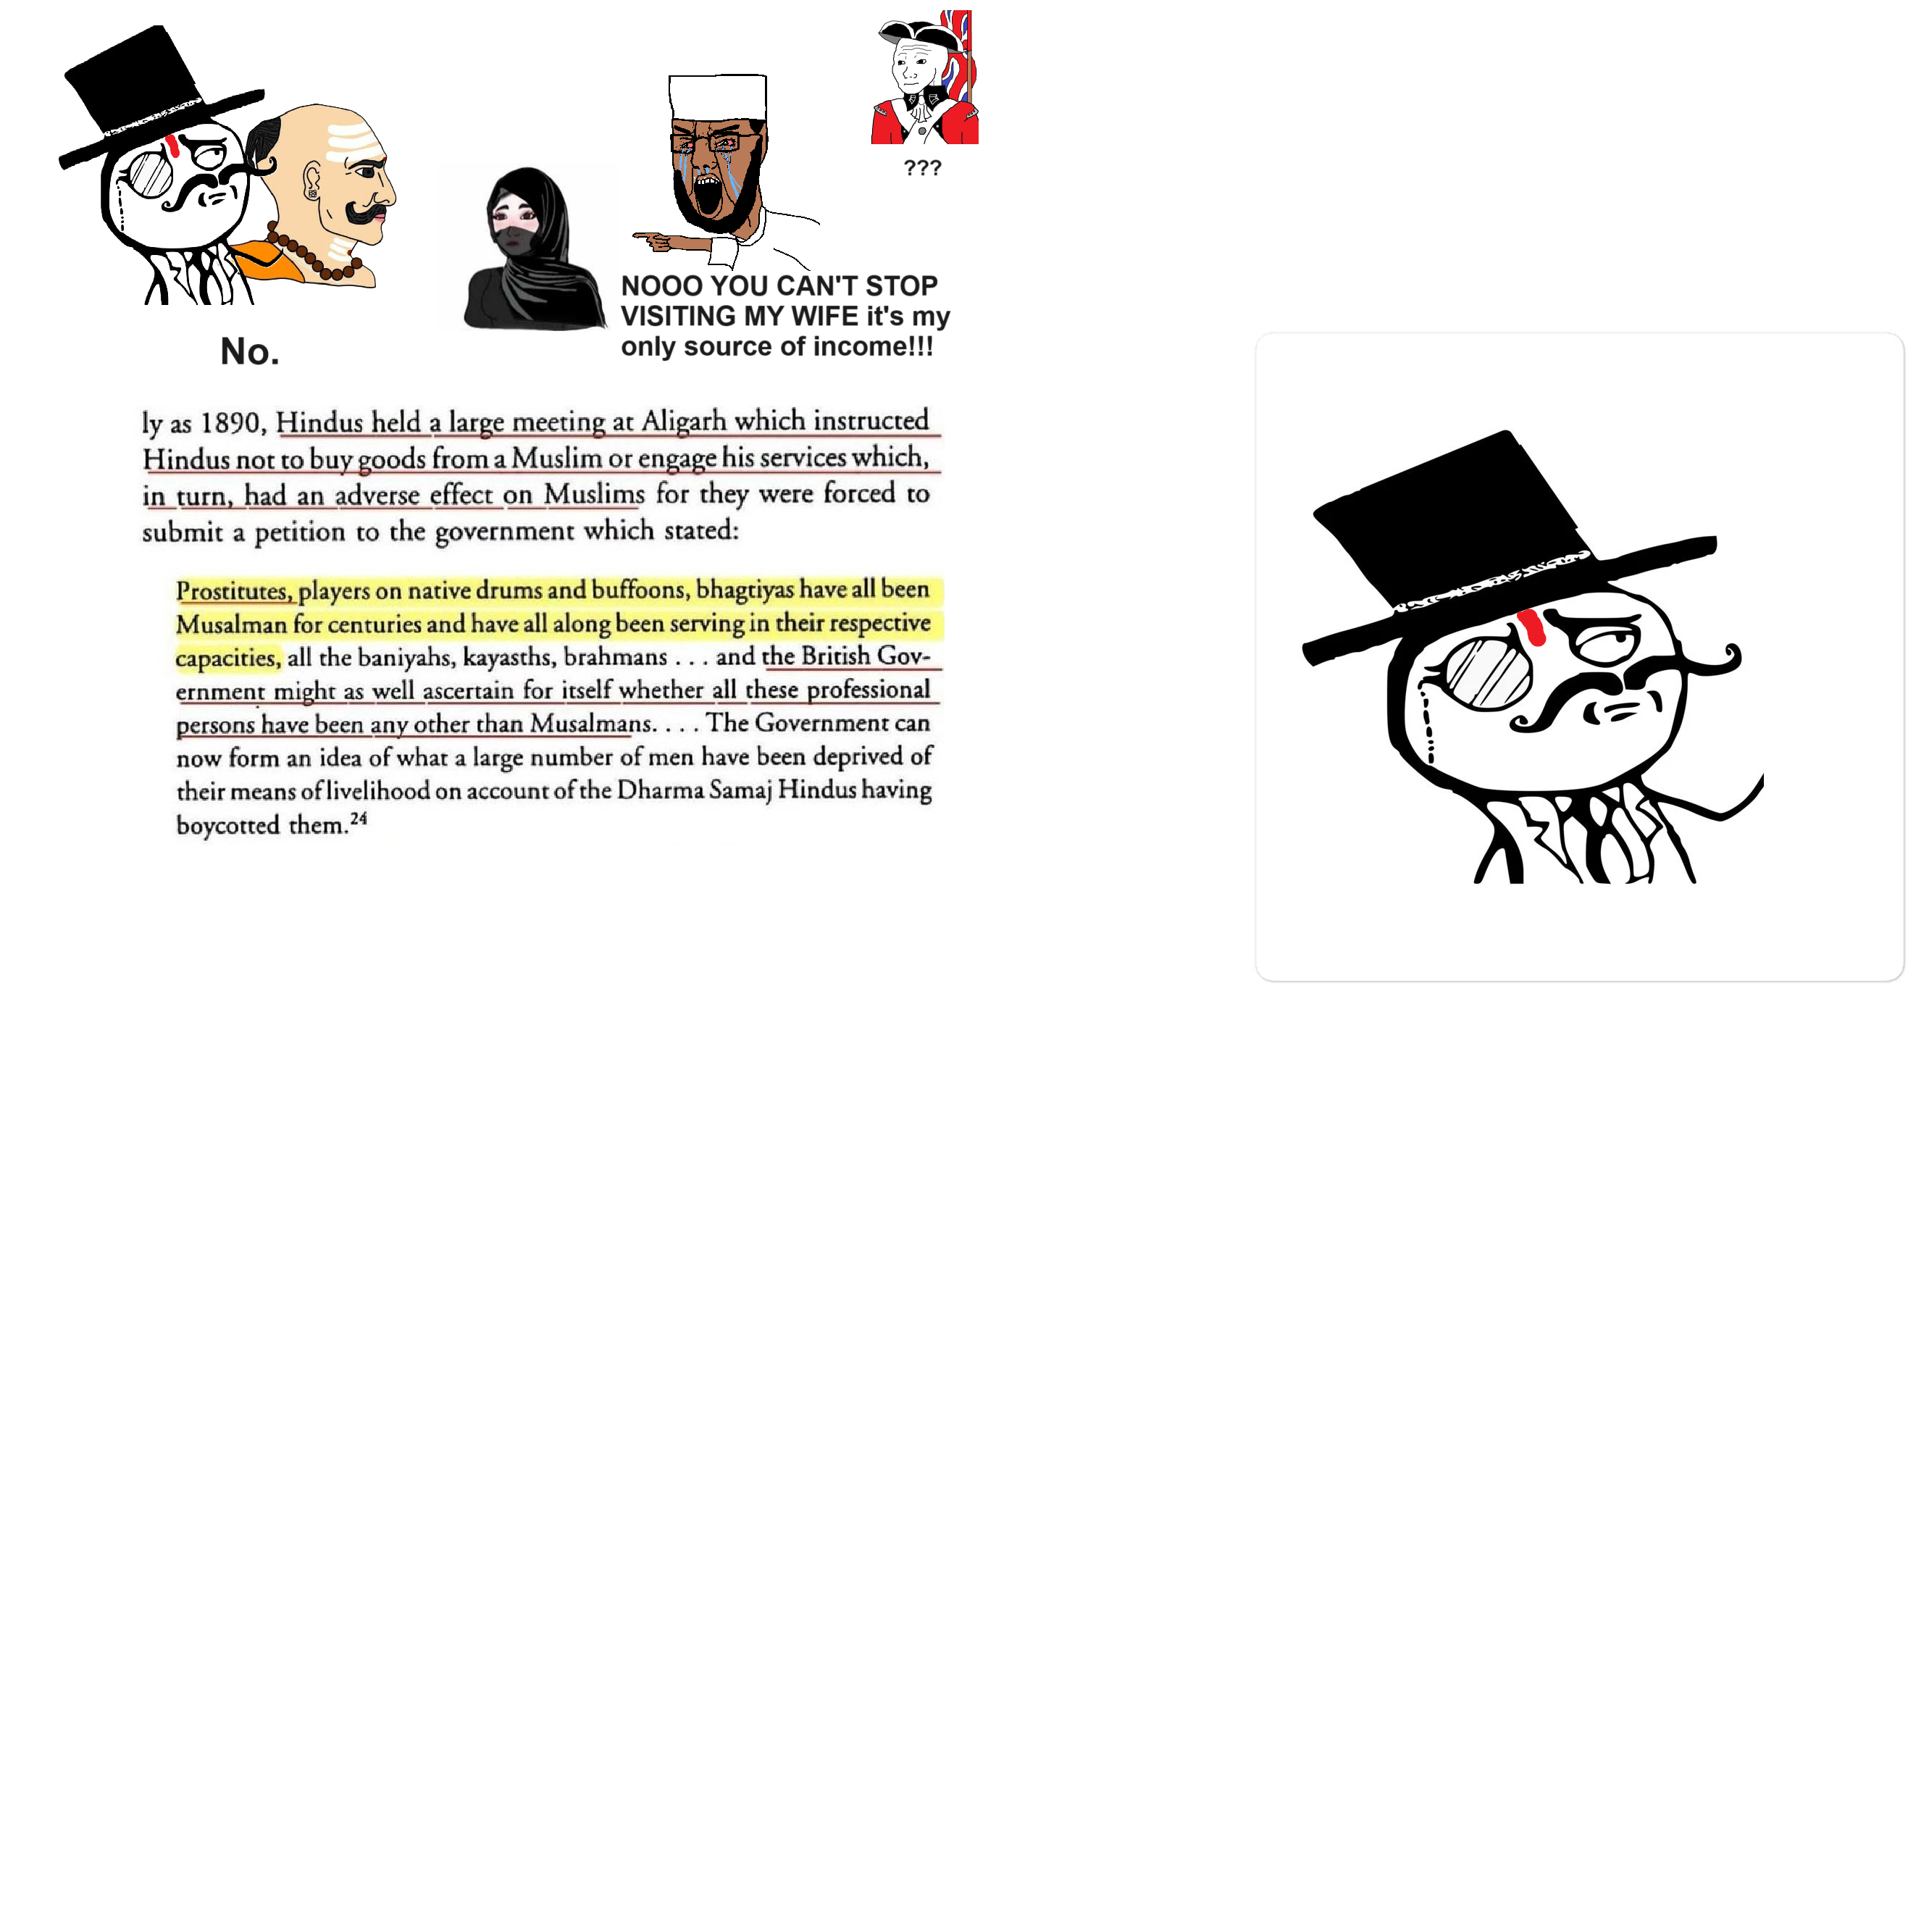 ???
NOOO YOU CAN'T STOP
VISITING MY WIFE it's my
only source of income!!!
No.
ly as 1890, Hindus held a large meeting at Aligarh which instructed
Hindus not to buy goods from a Muslim or engage his services which,
in turn, had an adverse effect on Muslims for they were forced to
submit a petition to the government which stated:
Prostitutes, players on native drums and buffoons, bhagtiyas have all been
Musalman for centuries and have all along been serving in their respective
capacities, all the baniyahs, kayasths, brahmans . . . and the British Gov-
ernment might as well ascertain for itself whether all these professional
persons have been any other than Musalmans. . . . The Government can
now form an idea of what a large number of men have been deprived of
their means of livelihood on account of the Dharma Samaj Hindus having
boycotted them.24